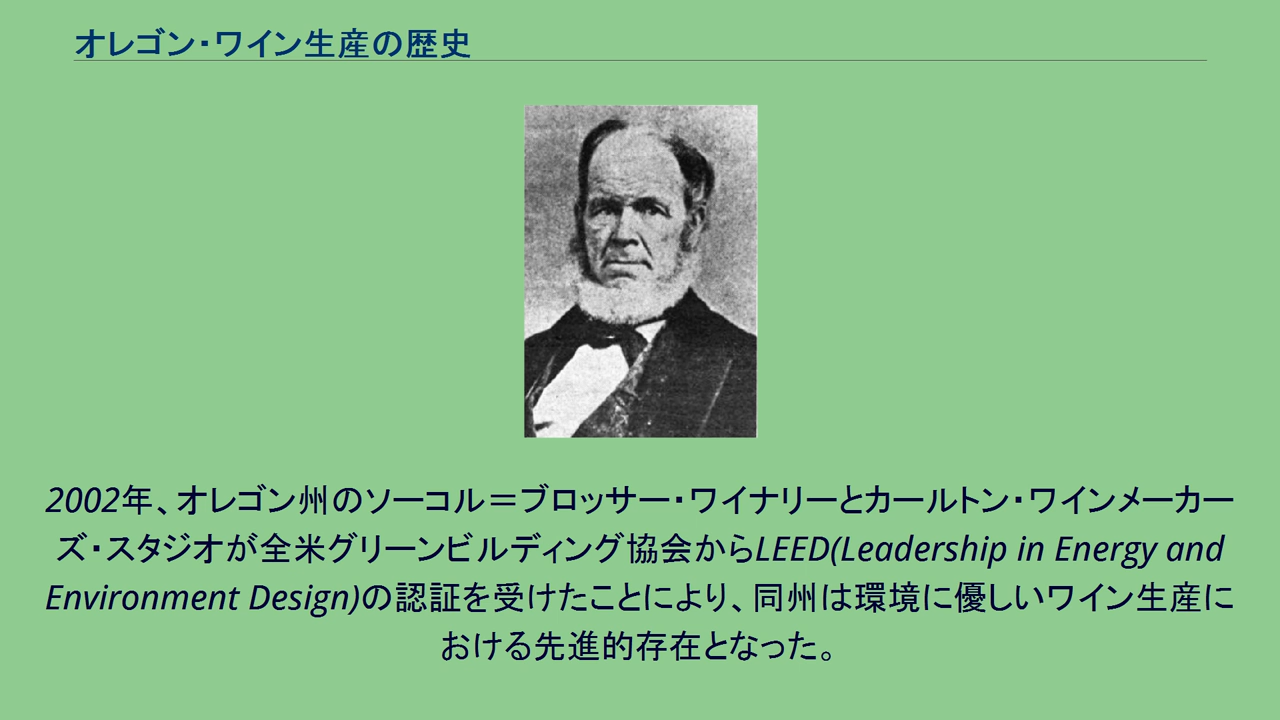 オレゴン・ワイン生産の歴史
2002年、オレゴン州のソーコル＝ブロッサー・ワイナリーとカールトン・ワインメーカー
ズ・スタジオが全米グリーンビルディング協会からLEED(Leadership in Energy and
Environment Design)の認証を受けたことにより、同州は環境に優しいワイン生産に
おける先進的存在となった。